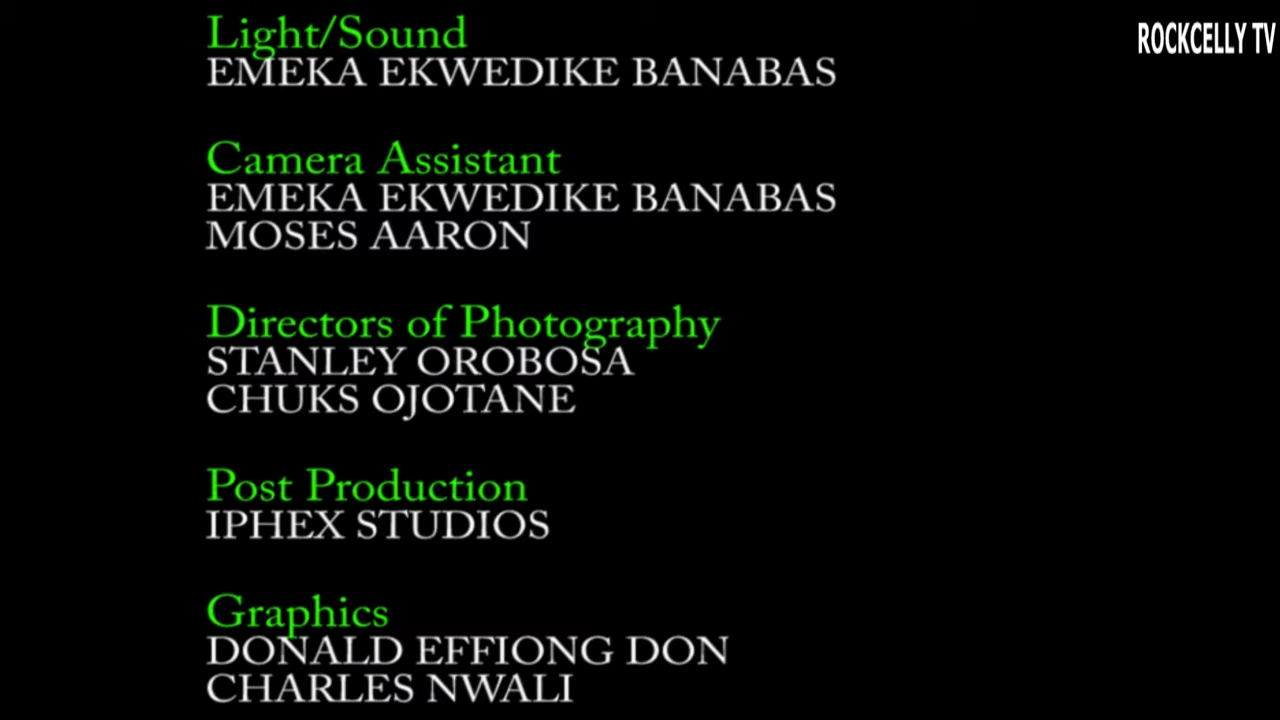 ROCKCELLY TV
Light/Sound
EMEKA EKWEDIKE BANABAS
Camera Assistant
EMEKA EKWEDIKE BANABAS
MOSES AARON
Directors of Photography
STANLEY OROBOSA
CHUKS OJOTANE
Post Production
IPHEX STUDIOS
Graphics
DONALD EFFIONG DON
CHARLES NWALI